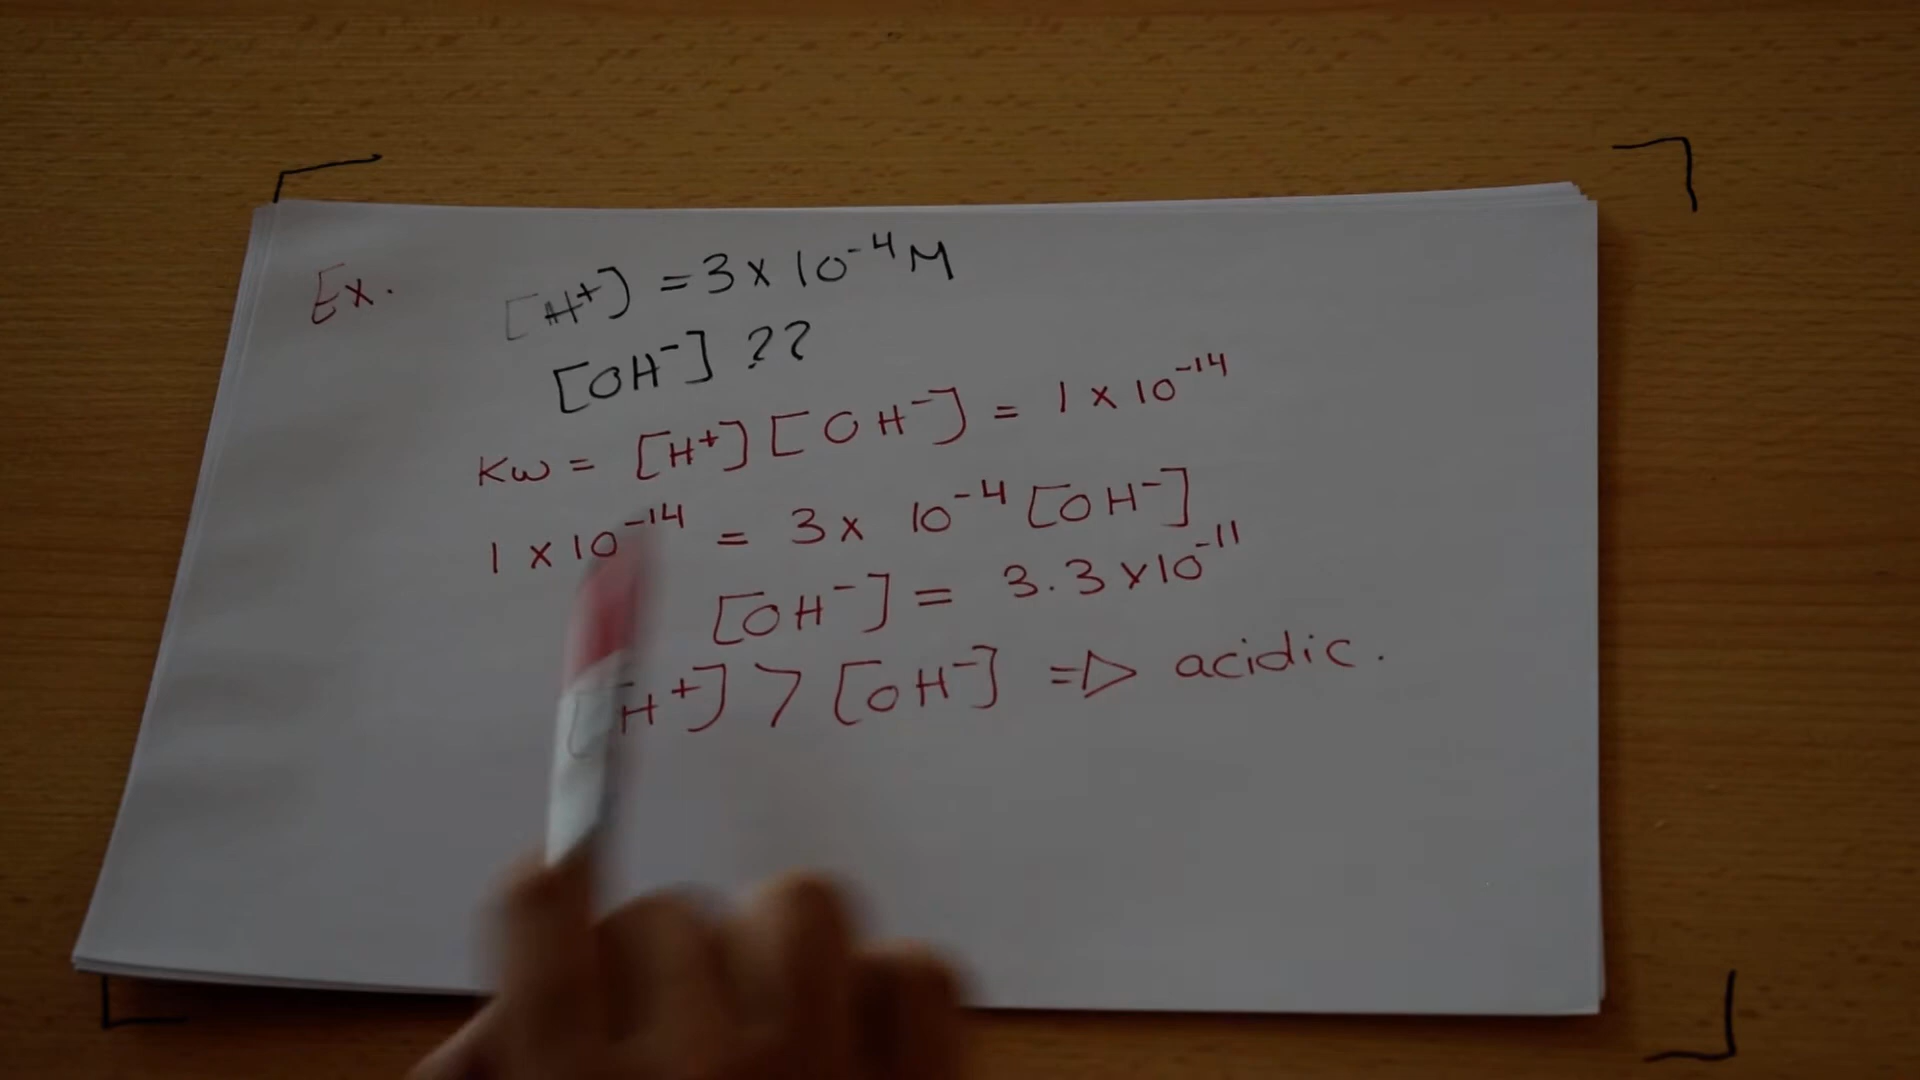 Ex.
[H⁺) = 3 x 10⁻⁴ M
[OH⁻] ??
Kw = [H⁺] [OH⁻] = 1 x 10⁻¹⁴
1 x 10⁻¹⁴ = 3 x 10⁻⁴ [OH⁻]
[OH⁻] = 3.3 x 10⁻¹¹
[H⁺] > [OH⁻] => acidic.